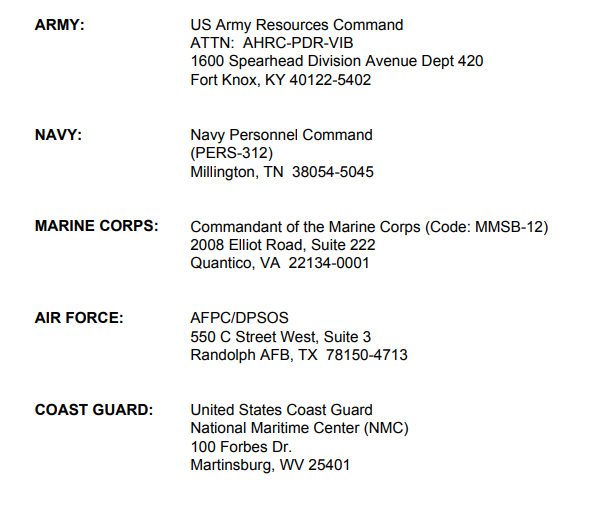 ARMY: US Army Resources Command
ATTN: AHRC-PDR-VIB
1600 Spearhead Division Avenue Dept 420
Fort Knox, KY 40122-5402
NAVY: Navy Personnel Command
(PERS-312)
Millington, TN 38054-5045
MARINE CORPS: Commandant of the Marine Corps (Code: MMSB-12)
2008 Elliot Road, Suite 222
Quantico, VA 22134-0001
AIR FORCE: AFPC/DPSOS
550 C Street West, Suite 3
Randolph AFB, TX 78150-4713
COAST GUARD: United States Coast Guard
National Maritime Center (NMC)
100 Forbes Dr.
Martinsburg, WV 25401